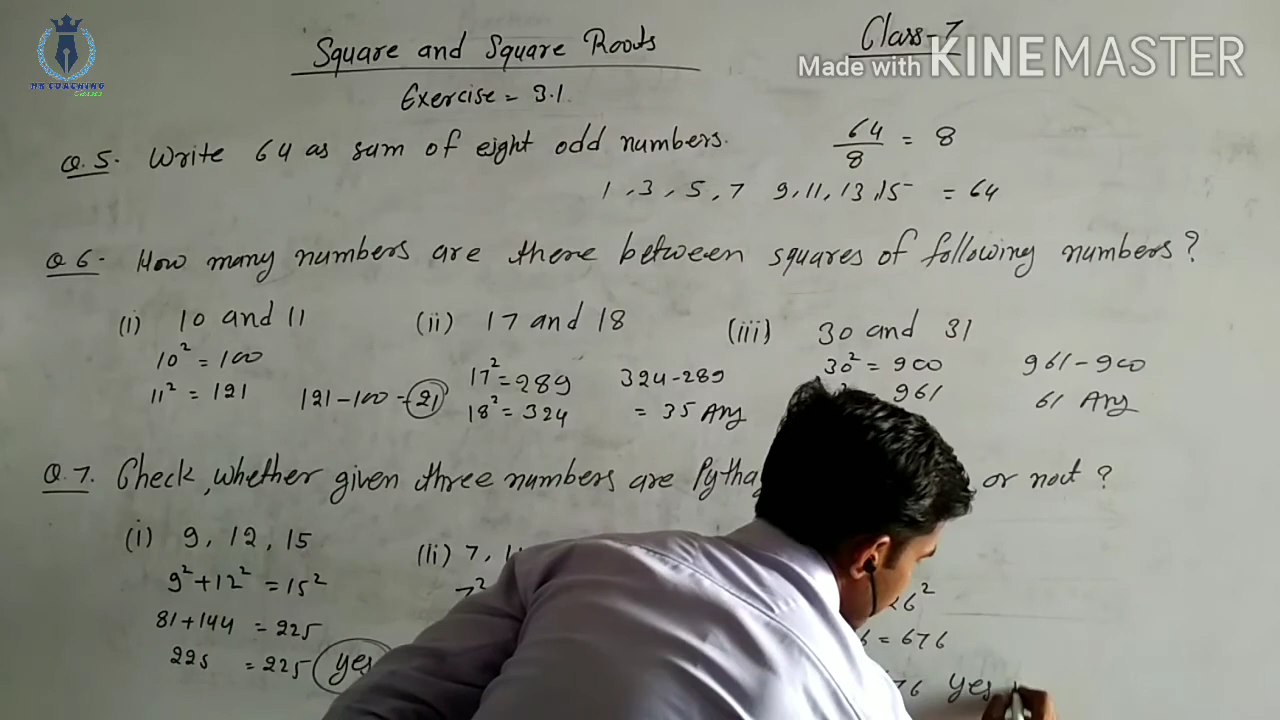 HK COACHING
CLASSES
Square and Square Roots
Class-7
Made with KINEMASTER
Exercise = 3.1.
Q.5. Write 64 as sum of eight odd numbers.
64/8 = 8
1, 3, 5, 7 9, 11, 13, 15 = 64
Q 6- How many numbers are there between squares of following numbers?
(i) 10 and 11 (ii) 17 and 18 (iii) 30 and 31
10² = 100
11² = 121 121-100 = 21
17² = 289 324-289
18² = 324 = 35 Ans
30² = 900 961-900
961 61 Ans
Q.7. Check, whether given three numbers are or not?
(i) 9, 12, 15
9² + 12² = 15²
81+144 = 225
225 = 225 yes
(ii) 7,
7²
26²
= 676
Yes